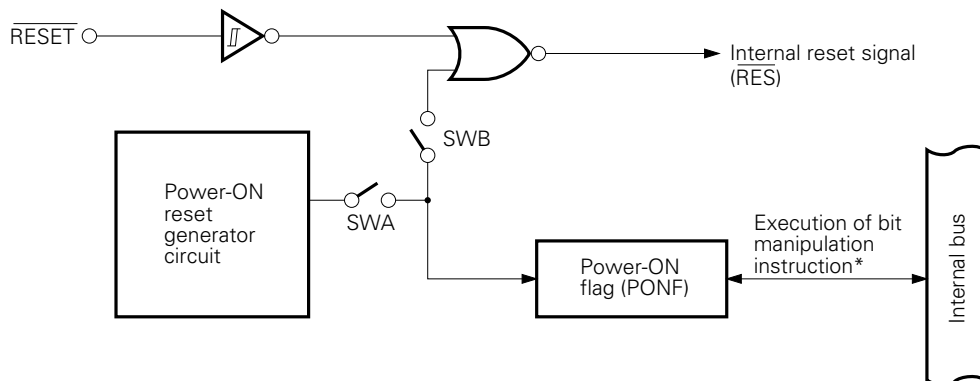 RESET
Internal reset signal
(RES)
SWB
Power-ON
reset
generator
circuit
SWA
Execution of bit
manipulation
instruction*
Power-ON
flag (PONF)
Internal bus